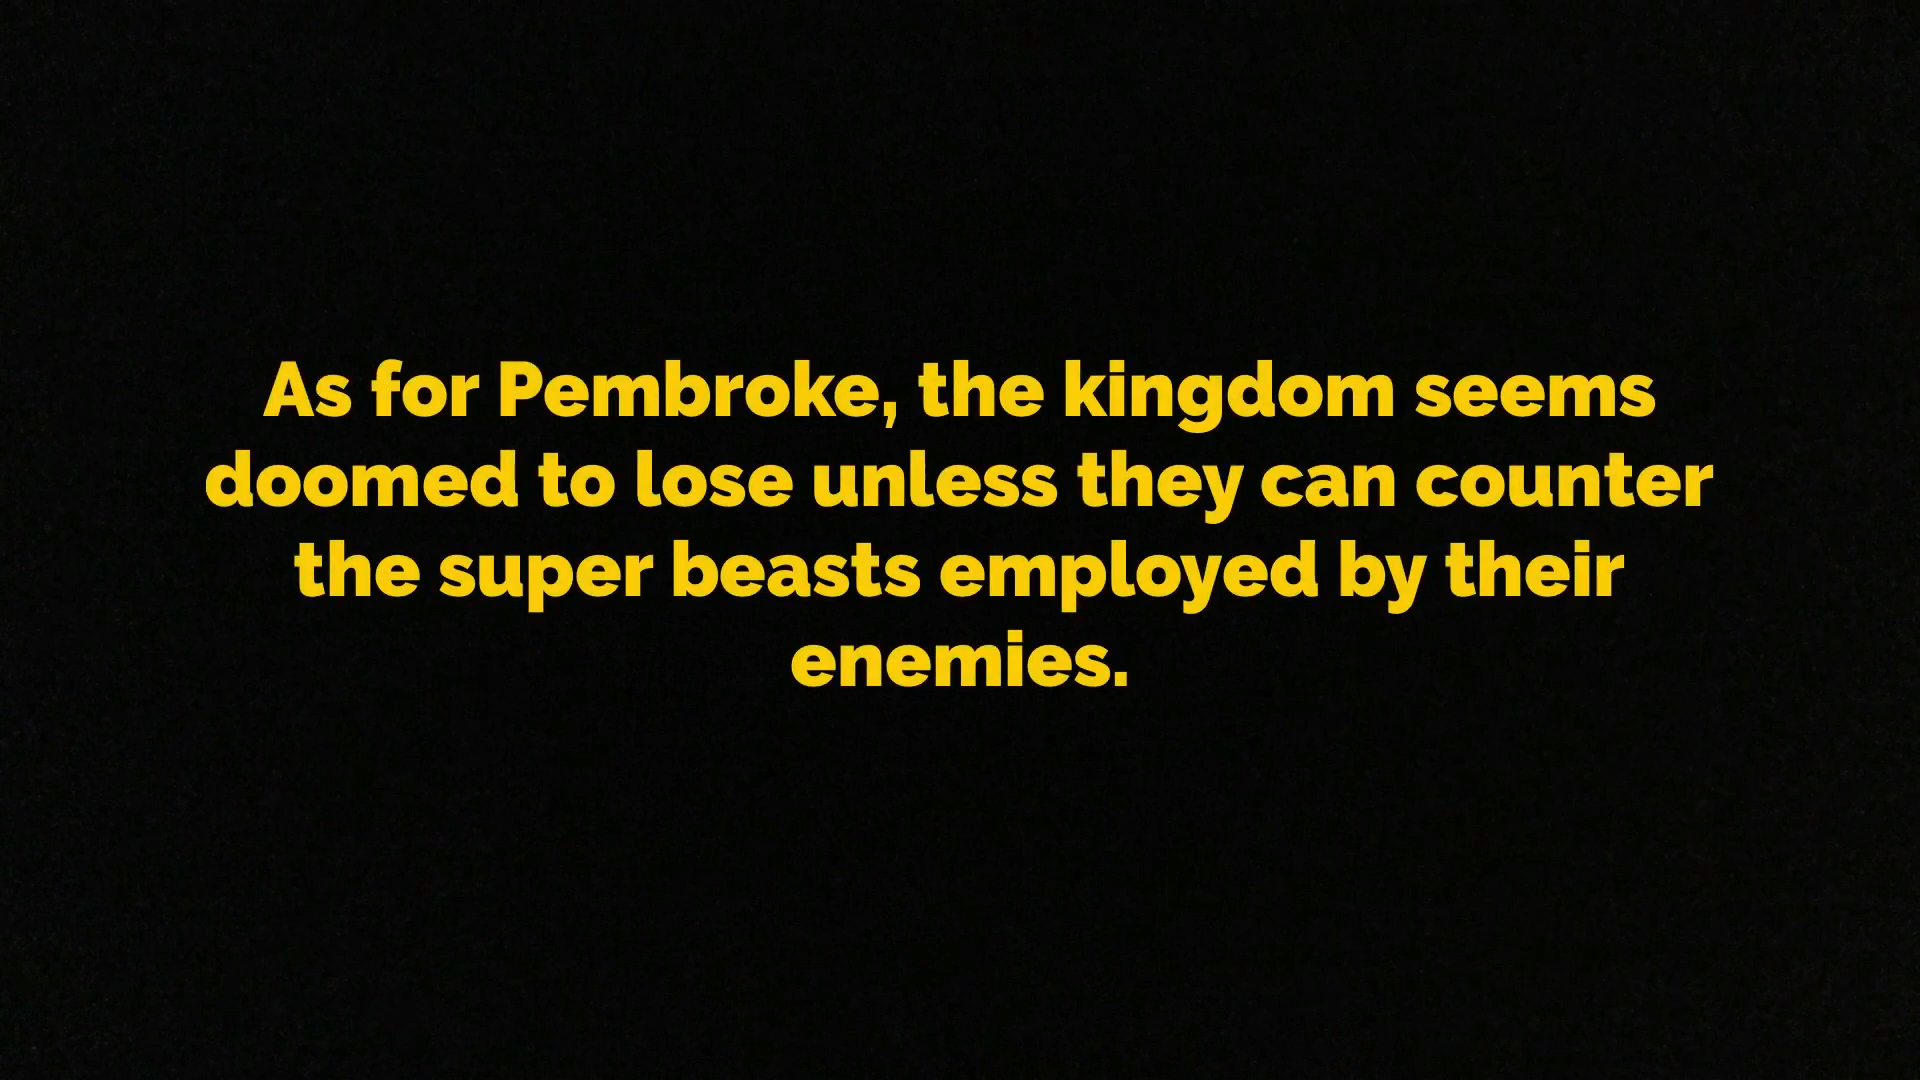 As for Pembroke, the kingdom seems
doomed to lose unless they can counter
the super beasts employed by their
enemies.